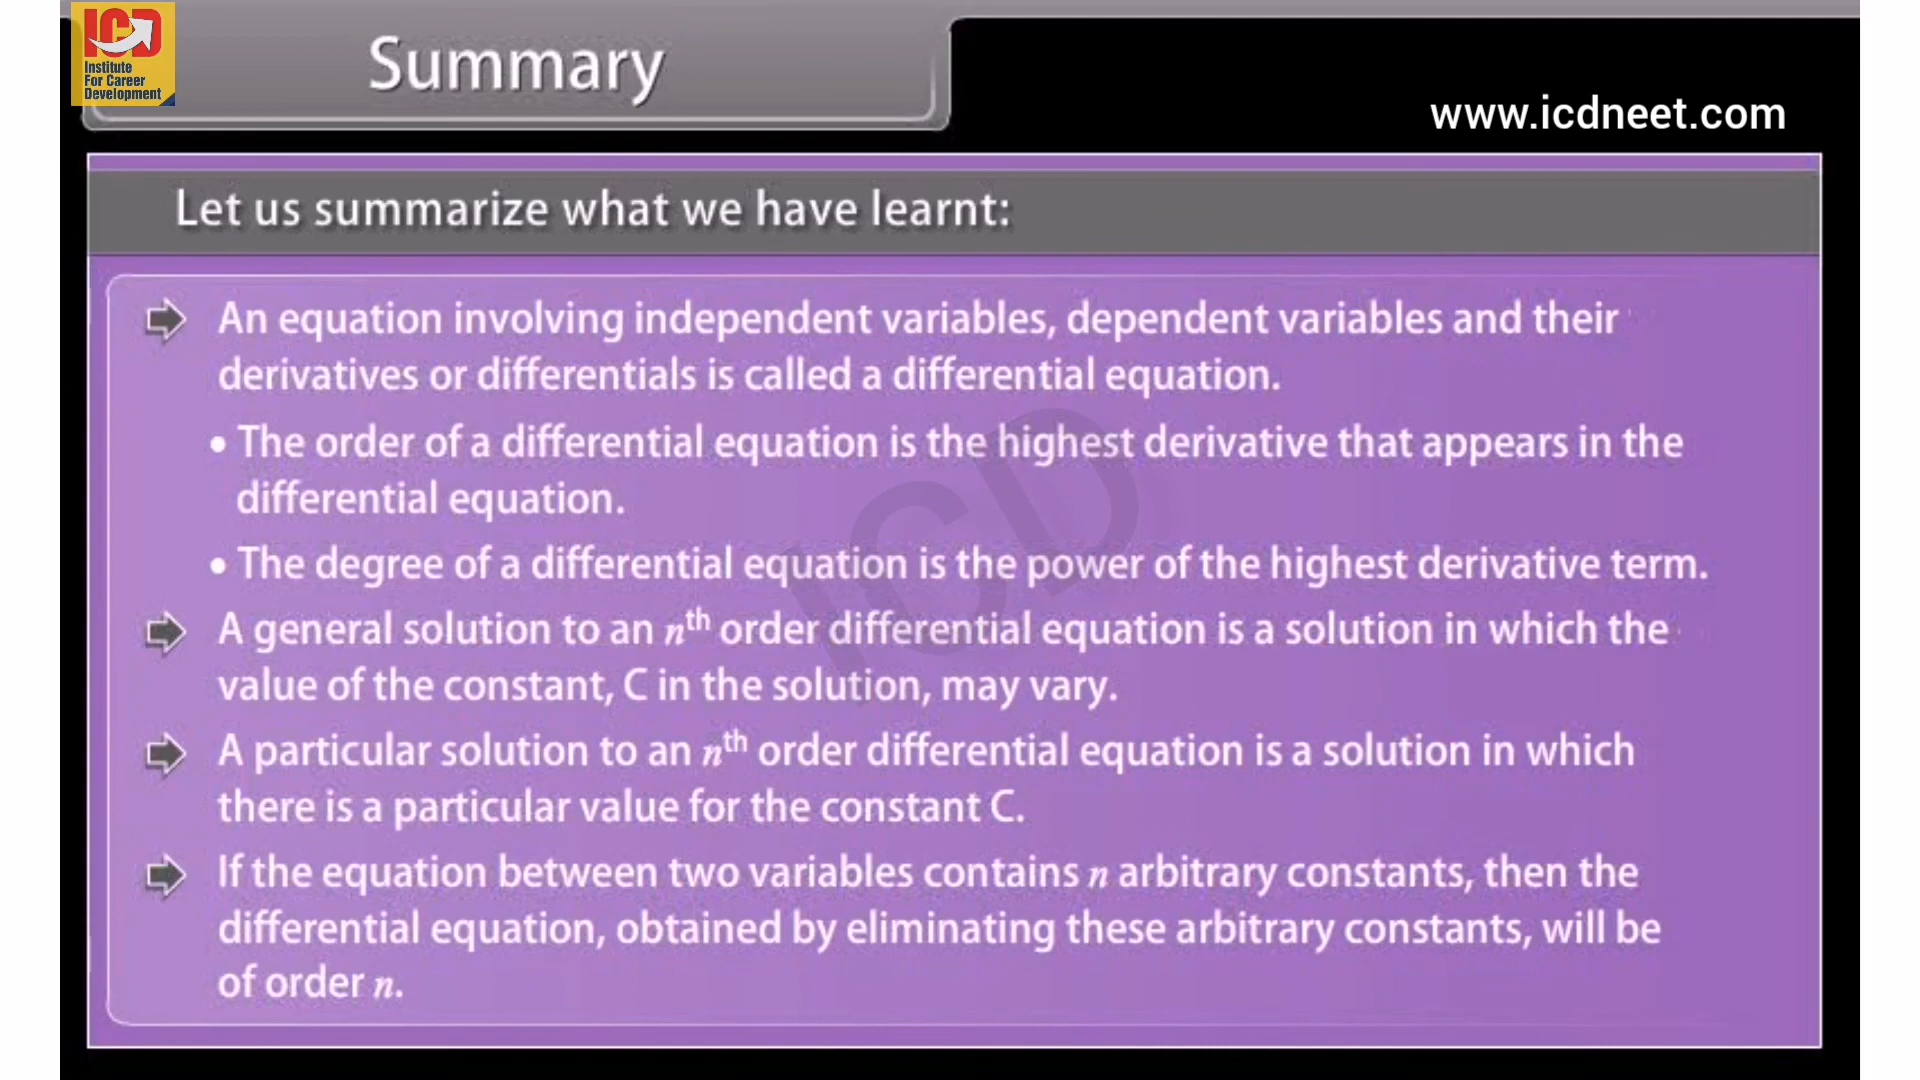 ICD
Institute
For Career
Development
Summary
www.icdneet.com
Let us summarize what we have learnt:
An equation involving independent variables, dependent variables and their
derivatives or differentials is called a differential equation.
• The order of a differential equation is the highest derivative that appears in the
differential equation.
• The degree of a differential equation is the power of the highest derivative term.
A general solution to an nth order differential equation is a solution in which the
value of the constant, C in the solution, may vary.
A particular solution to an nth order differential equation is a solution in which
there is a particular value for the constant C.
If the equation between two variables contains n arbitrary constants, then the
differential equation, obtained by eliminating these arbitrary constants, will be
of order n.
ICD